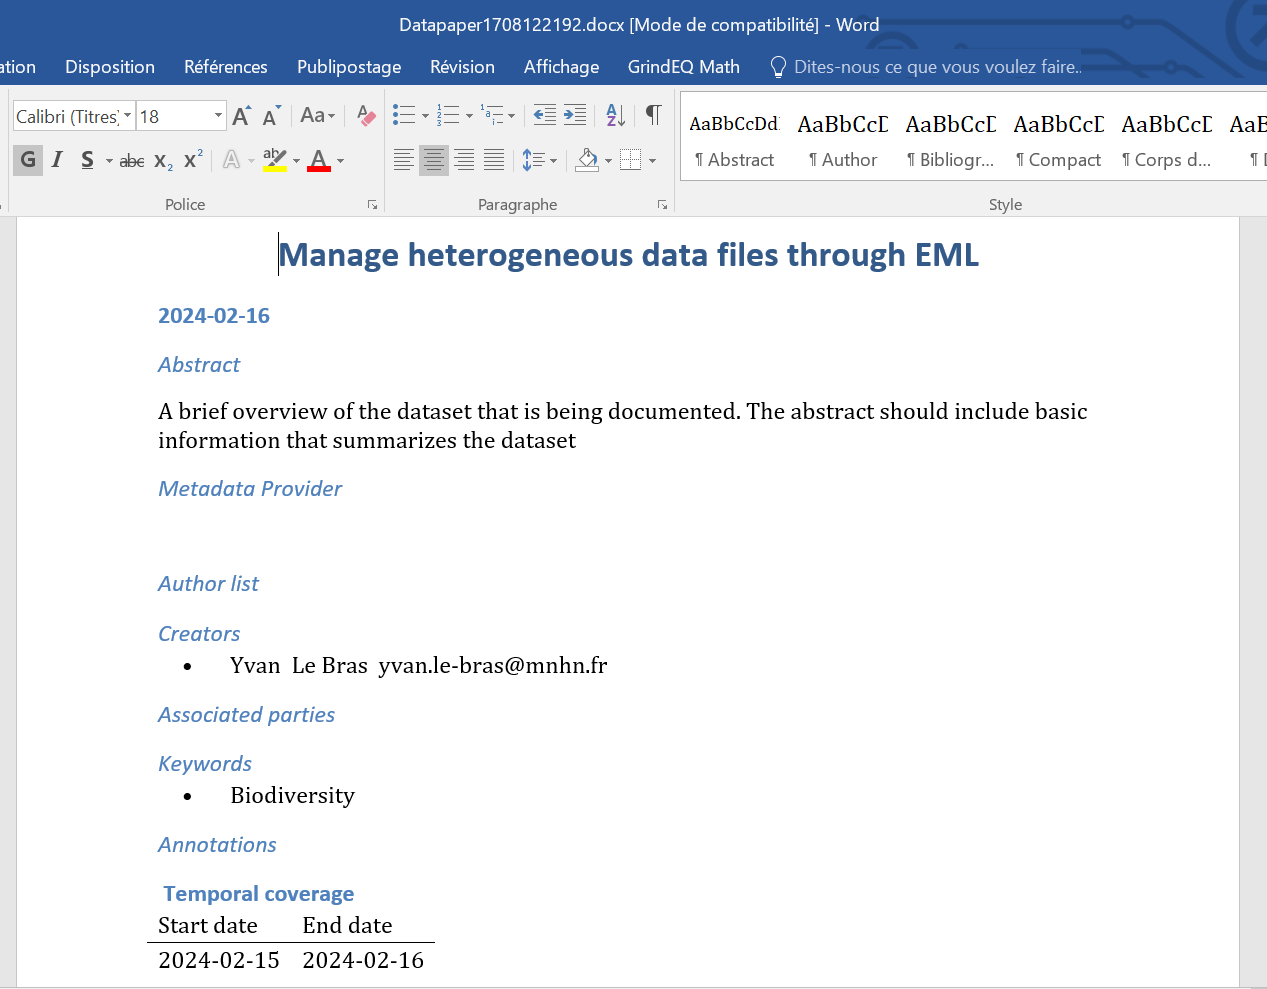 Datapaper1708122192.docx [Mode de compatibilité] - Word
ation Disposition Références Publipostage Révision Affichage GrindEQ Math Dites-nous ce que vous voulez faire..
Calibri (Titres) 18 A A Aa A
G I S abc X2 X2 A ab A
AaBbCcDd AaBbCcD AaBbCcD AaBbCcD AaBbCcD AaB
¶ Abstract ¶ Author ¶ Bibliogr... ¶ Compact ¶ Corps d... ¶
Police Paragraphe Style
Manage heterogeneous data files through EML
2024-02-16
Abstract
A brief overview of the dataset that is being documented. The abstract should include basic
information that summarizes the dataset
Metadata Provider
Author list
Creators
• Yvan Le Bras yvan.le-bras@mnhn.fr
Associated parties
Keywords
• Biodiversity
Annotations
Temporal coverage
Start date End date
2024-02-15 2024-02-16